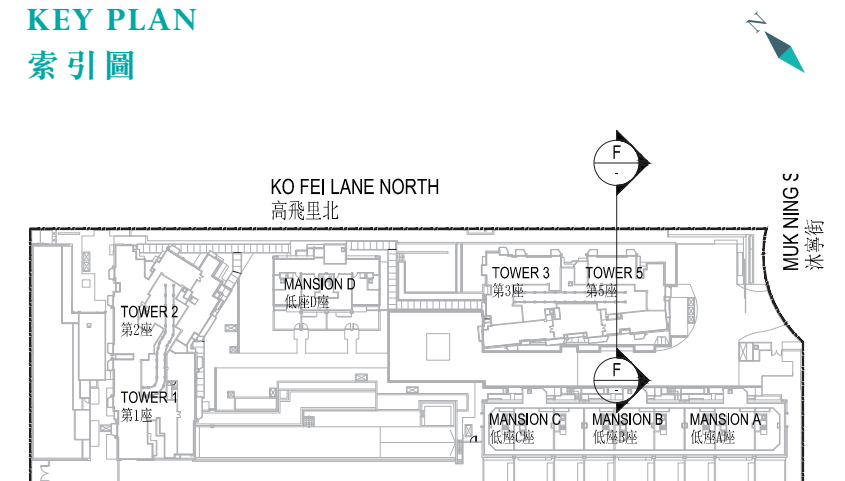 KEY PLAN
索引圖
N
F
-
KO FEI LANE NORTH
高飛里北
MUK NING S
沐寧街
MANSION D
低座D座
TOWER 3
第3座
TOWER 5
第5座
TOWER 2
第2座
F
-
TOWER 1
第1座
MANSION C
低座C座
MANSION B
低座B座
MANSION A
低座A座